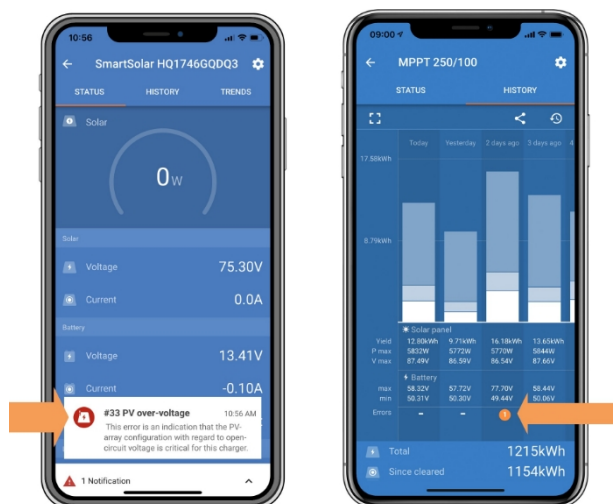 10:56
SmartSolar HQ1746GQDQ3
STATUS HISTORY TRENDS
Solar
0w
Solar
Voltage 75.30V
Current 0.0A
Battery
Voltage 13.41V
Current -0.10A
#33 PV over-voltage 10:56 AM
This error is an indication that the PV-
array configuration with regard to open-
circuit voltage is critical for this charger.
1 Notification
09:00
MPPT 250/100
STATUS HISTORY
Today Yesterday 2 days ago 3 days ago 4
17.58kWh
8.79kWh
Solar panel
Yield 12.00kWh 9.71kWh 16.18kWh 13.65kWh
P max 5832W 5772W 5770W 5844W
V max 87.49V 86.59V 86.54V 87.66V
Battery
max 58.32V 57.72V 77.70V 58.44V
min 50.31V 50.30V 49.44V 50.06V
Errors - - 1
Total 1215kWh
Since cleared 1154kWh